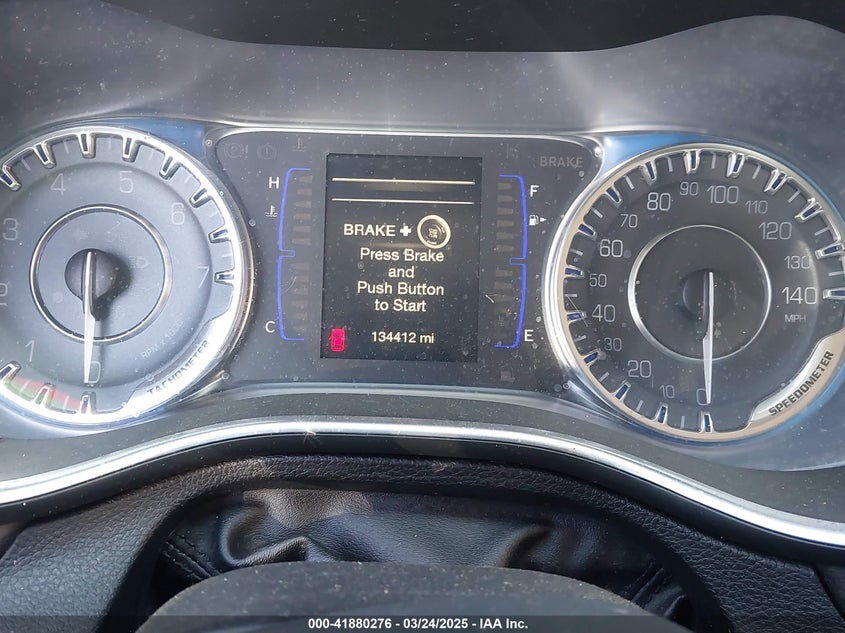 BRAKE
H
F
C
E
BRAKE +
Press Brake
and
Push Button
to Start
134412 mi
1
2
3
4
5
6
7
0
TACHOMETER
0
10
20
30
40
50
60
70
80
90
100
110
120
130
140
MPH
SPEEDOMETER
000-41880276 - 03/24/2025 - IAA Inc.